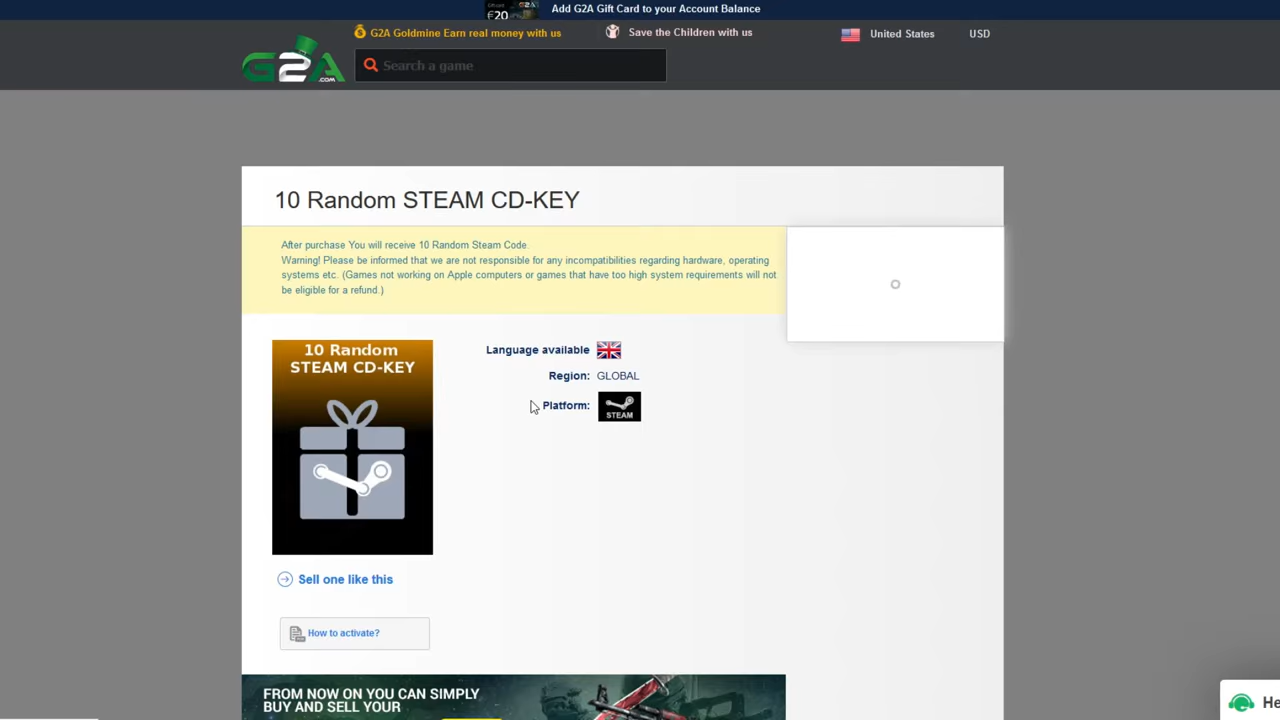 Gift card
€20
Add G2A Gift Card to your Account Balance
G2A Goldmine Earn real money with us
Save the Children with us
United States
USD
G2A
.COM
Search a game
10 Random STEAM CD-KEY
After purchase You will receive 10 Random Steam Code.
Warning! Please be informed that we are not responsible for any incompatibilities regarding hardware, operating
systems etc. (Games not working on Apple computers or games that have too high system requirements will not
be eligible for a refund.)
10 Random
STEAM CD-KEY
Language available
Region: GLOBAL
Platform:
STEAM
Sell one like this
How to activate?
FROM NOW ON YOU CAN SIMPLY
BUY AND SELL YOUR
He